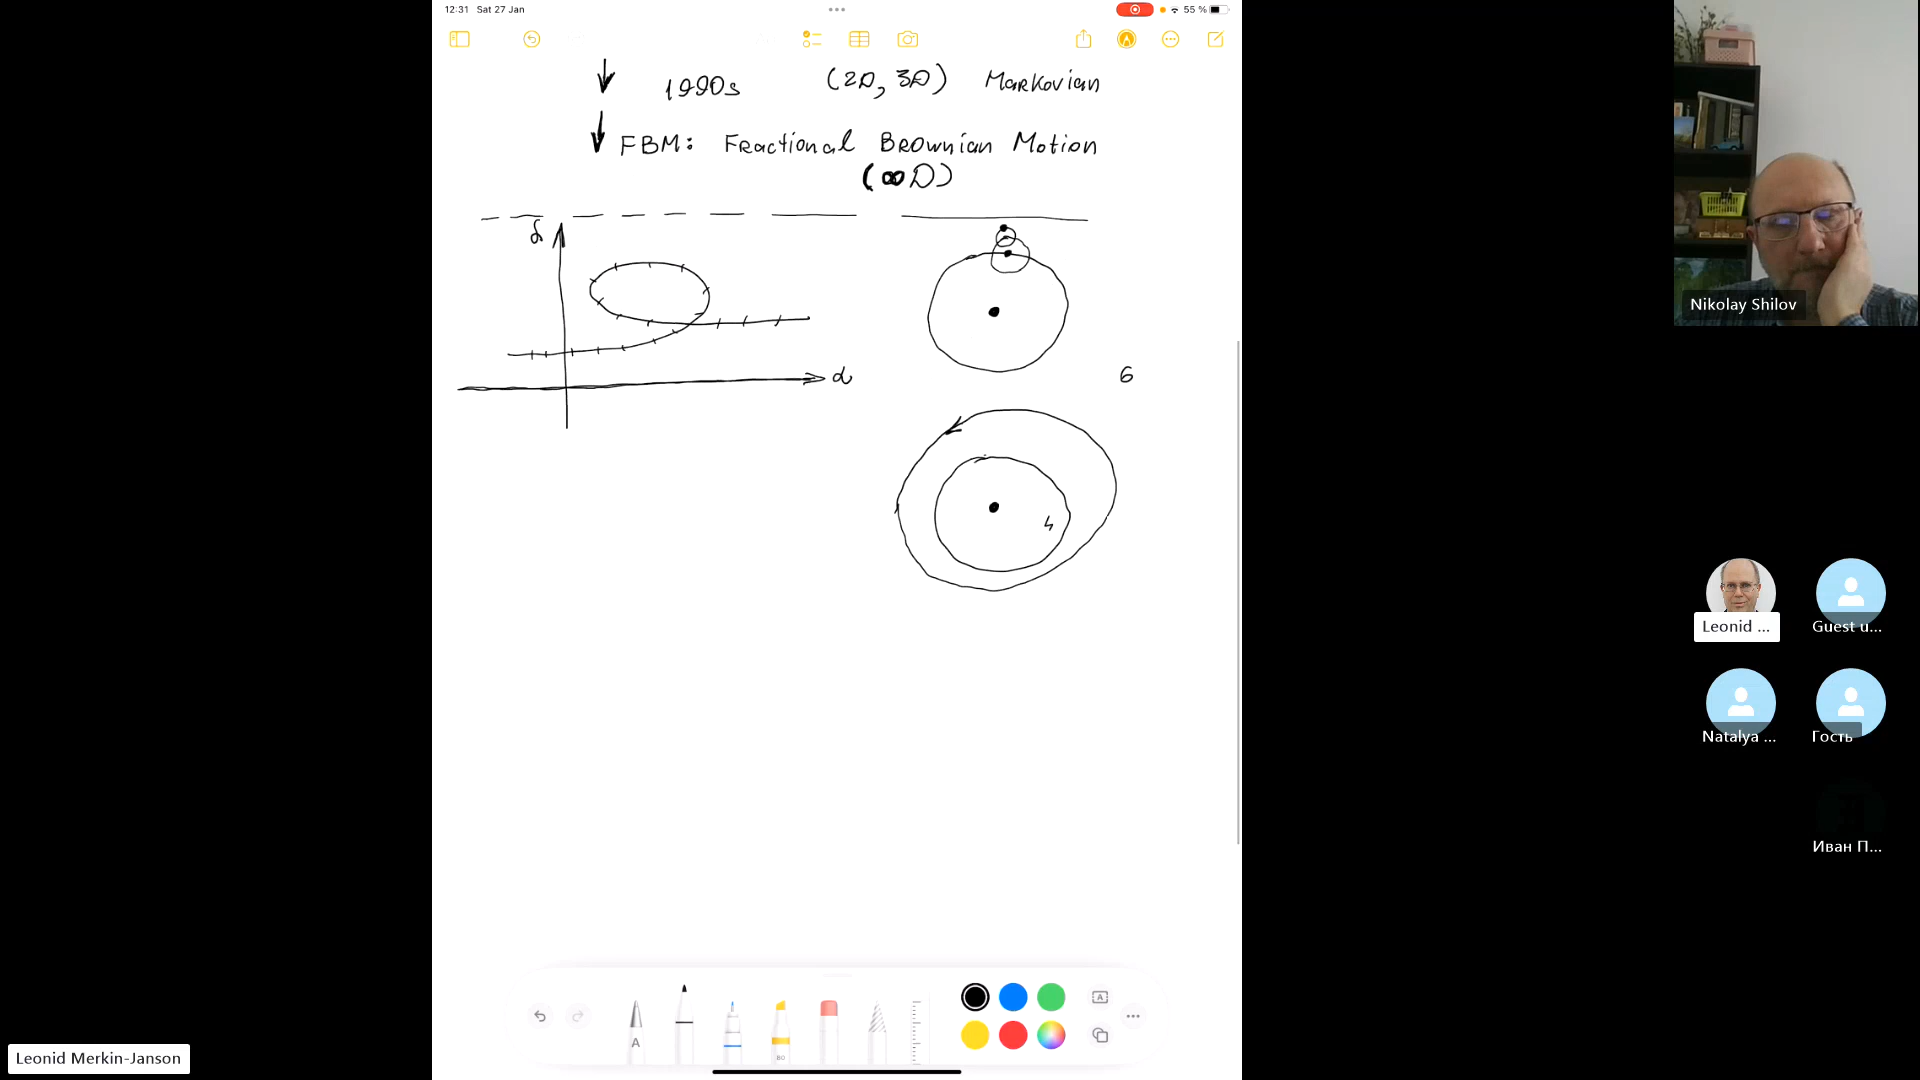 12:31 Sat 27 Jan
55 %
1990s (2D, 3D) Markovian
FBM: Fractional Brownian Motion
(∞D)
δ
α
6
4
A
80
A
Nikolay Shilov
Leonid ...
Guest u...
Natalya ...
Гость
Иван П...
Leonid Merkin-Janson